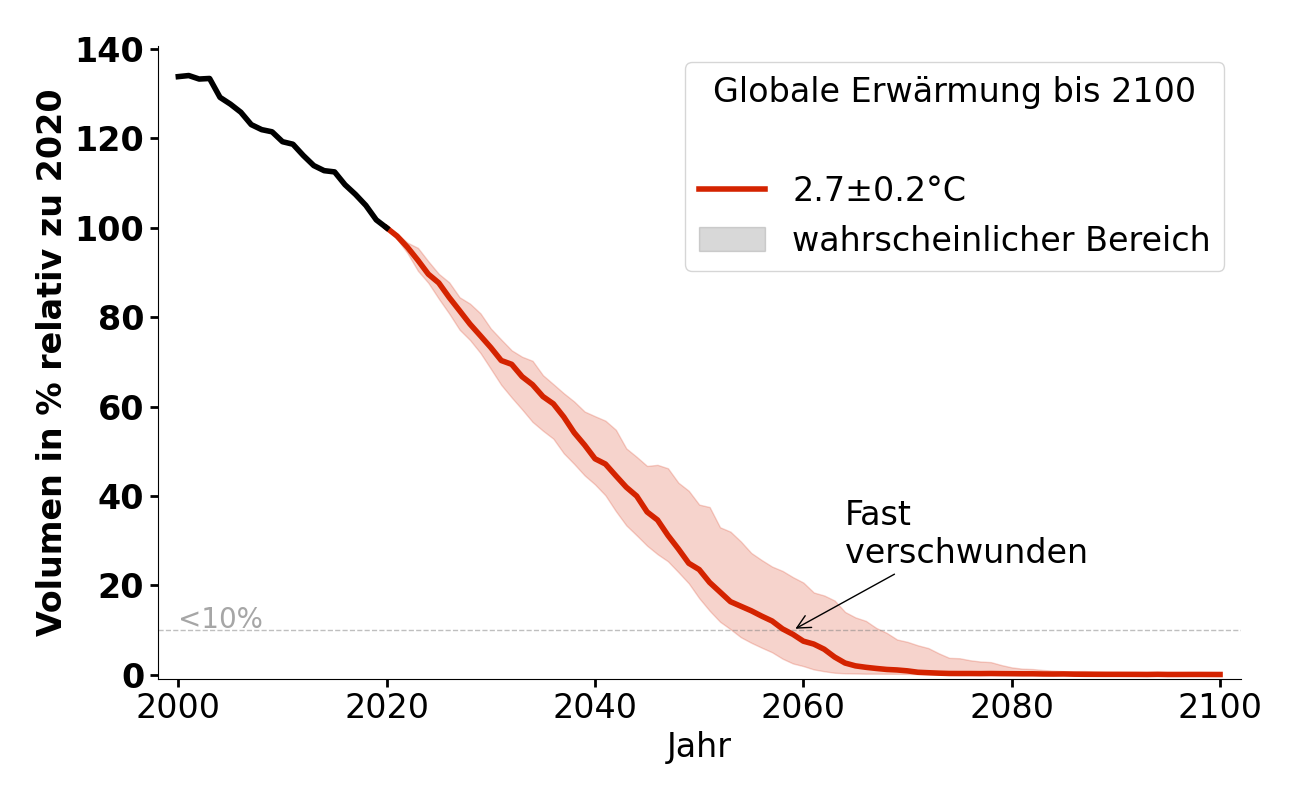 Volumen in % relativ zu 2020
140
120
100
80
60
40
20
0
Globale Erwärmung bis 2100
2.7±0.2°C
wahrscheinlicher Bereich
Fast
verschwunden
<10%
2000
2020
2040
2060
2080
2100
Jahr